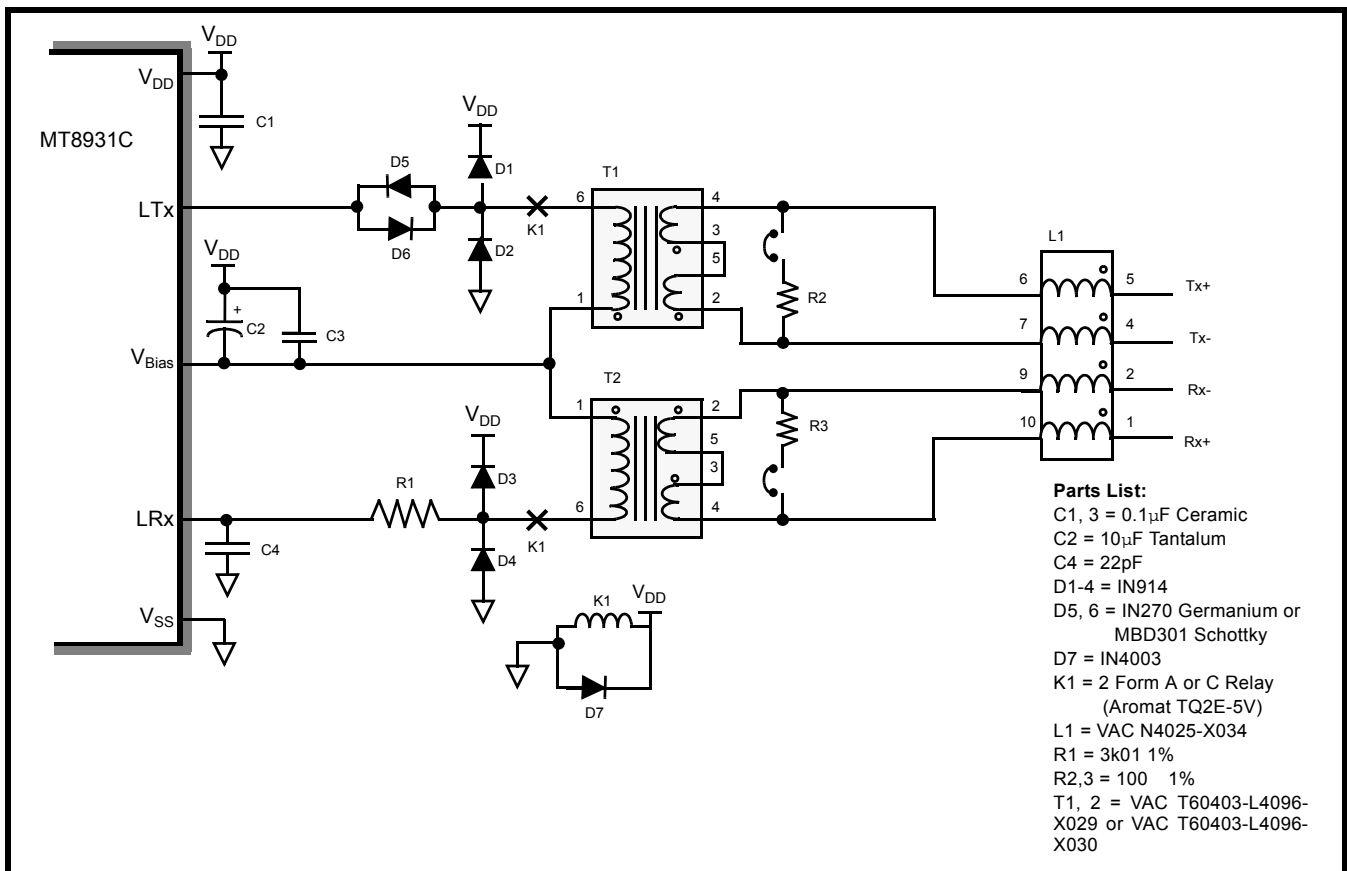 VDD
VDD
C1
MT8931C
VDD
D5
D1
T1
6
4
LTx
K1
D6
D2
3
5
VDD
L1
6
5
Tx+
+
C2
C3
1
2
R2
7
4
Tx-
VBias
T2
9
2
Rx-
1
2
R3
10
1
Rx+
VDD
5
3
D3
R1
6
4
LRx
K1
C4
D4
VSS
K1
VDD
D7
Parts List:
C1, 3 = 0.1µF Ceramic
C2 = 10µF Tantalum
C4 = 22pF
D1-4 = IN914
D5, 6 = IN270 Germanium or
MBD301 Schottky
D7 = IN4003
K1 = 2 Form A or C Relay
(Aromat TQ2E-5V)
L1 = VAC N4025-X034
R1 = 3k01 1%
R2,3 = 100 1%
T1, 2 = VAC T60403-L4096-
X029 or VAC T60403-L4096-
X030